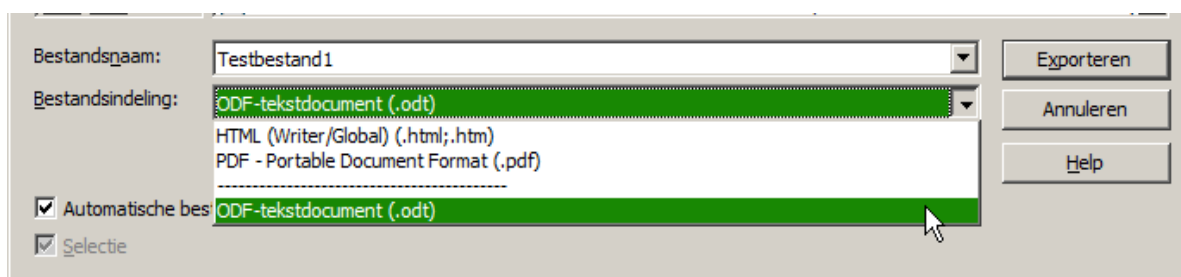 Bestandsnaam:
Testbestand1
Exporteren
Bestandsindeling:
ODF-tekstdocument (.odt)
Annuleren
HTML (Writer/Global) (.html;.htm)
PDF - Portable Document Format (.pdf)
Help
------------------------------------------
Automatische bes
ODF-tekstdocument (.odt)
Selectie